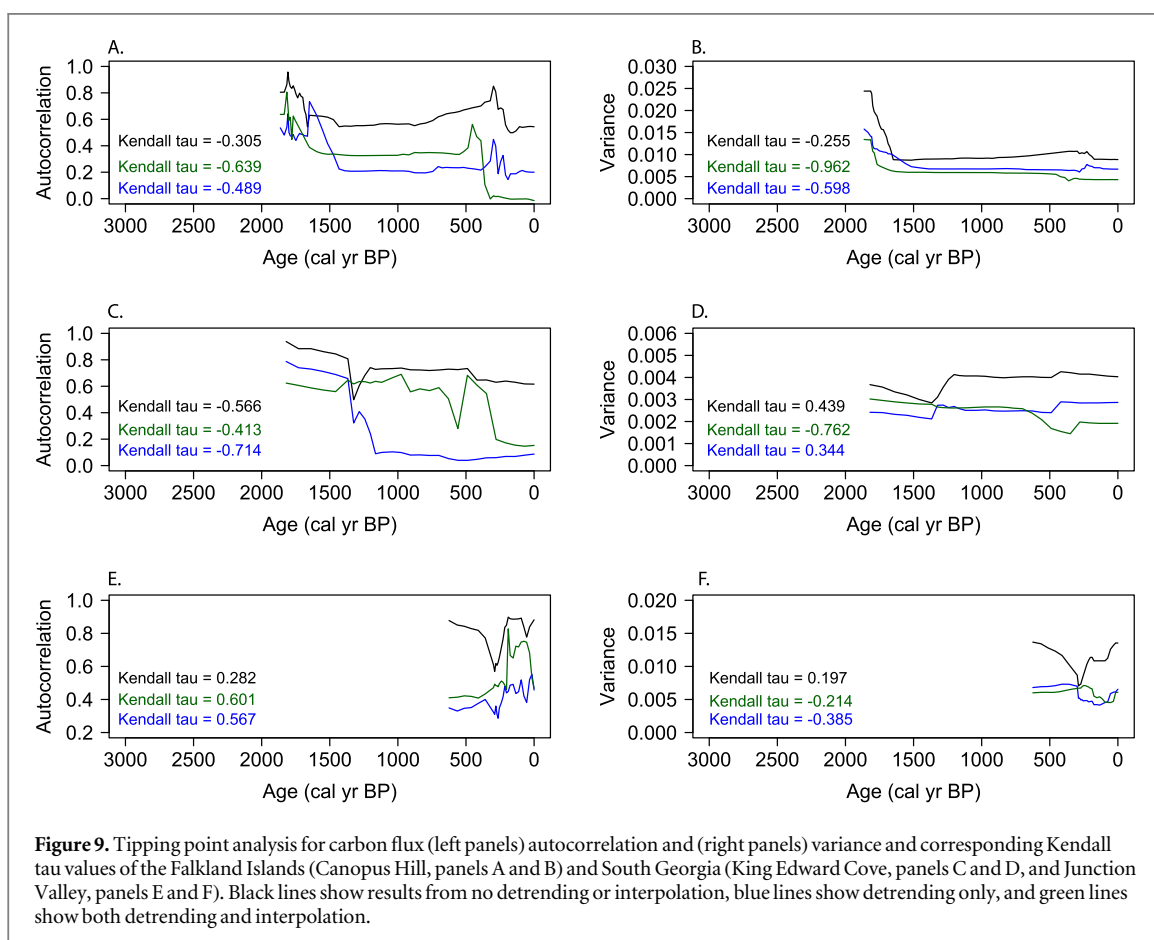 A.
Autocorrelation
1.0
0.8
0.6
0.4
0.2
0.0
Kendall tau = -0.305
Kendall tau = -0.639
Kendall tau = -0.489
3000 2500 2000 1500 1000 500 0
Age (cal yr BP)
B.
Variance
0.030
0.025
0.020
0.015
0.010
0.005
0.000
Kendall tau = -0.255
Kendall tau = -0.962
Kendall tau = -0.598
3000 2500 2000 1500 1000 500 0
Age (cal yr BP)
C.
Autocorrelation
1.0
0.8
0.6
0.4
0.2
0.0
Kendall tau = -0.566
Kendall tau = -0.413
Kendall tau = -0.714
3000 2500 2000 1500 1000 500 0
Age (cal yr BP)
D.
Variance
0.006
0.005
0.004
0.003
0.002
0.001
0.000
Kendall tau = 0.439
Kendall tau = -0.762
Kendall tau = 0.344
3000 2500 2000 1500 1000 500 0
Age (cal yr BP)
E.
Autocorrelation
1.0
0.8
0.6
0.4
0.2
Kendall tau = 0.282
Kendall tau = 0.601
Kendall tau = 0.567
3000 2500 2000 1500 1000 500 0
Age (cal yr BP)
F.
Variance
0.020
0.015
0.010
0.005
0.000
Kendall tau = 0.197
Kendall tau = -0.214
Kendall tau = -0.385
3000 2500 2000 1500 1000 500 0
Age (cal yr BP)
Figure 9. Tipping point analysis for carbon flux (left panels) autocorrelation and (right panels) variance and corresponding Kendall
tau values of the Falkland Islands (Canopus Hill, panels A and B) and South Georgia (King Edward Cove, panels C and D, and Junction
Valley, panels E and F). Black lines show results from no detrending or interpolation, blue lines show detrending only, and green lines
show both detrending and interpolation.